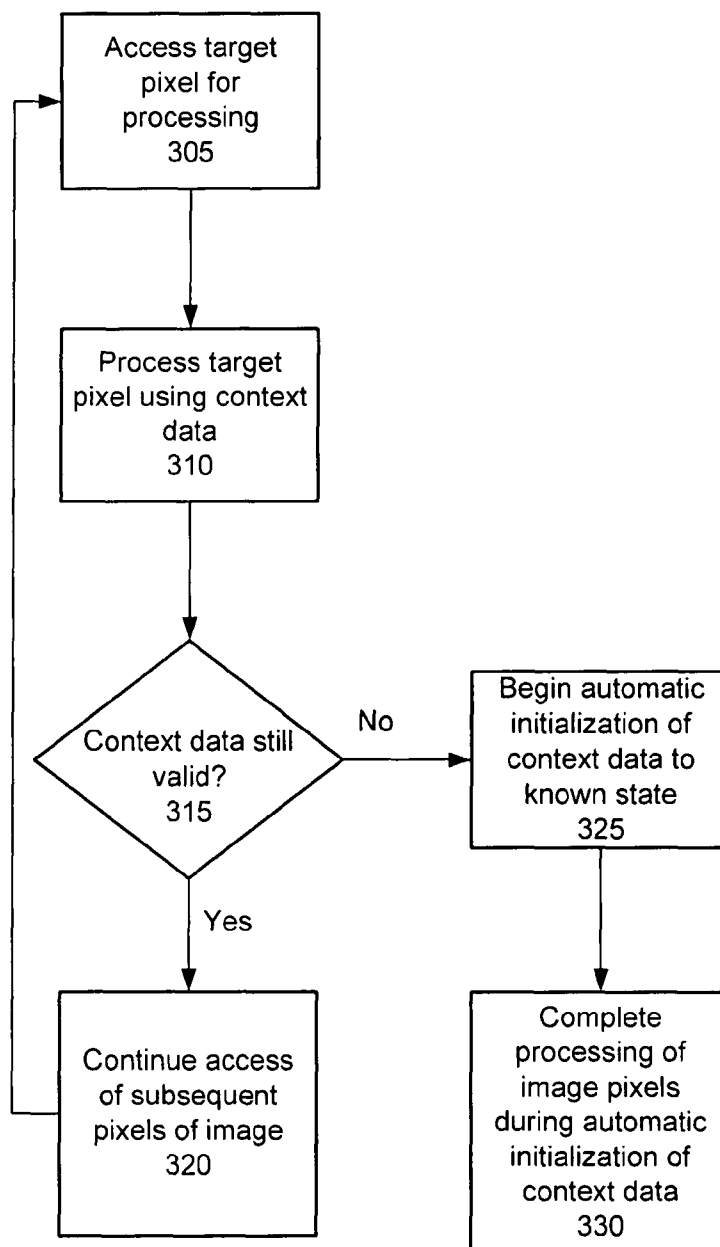 Access target
pixel for
processing
305
Process target
pixel using context
data
310
Context data still
valid?
315
No
Begin automatic
initialization of
context data to
known state
325
Yes
Continue access
of subsequent
pixels of image
320
Complete
processing of
image pixels
during automatic
initialization of
context data
330